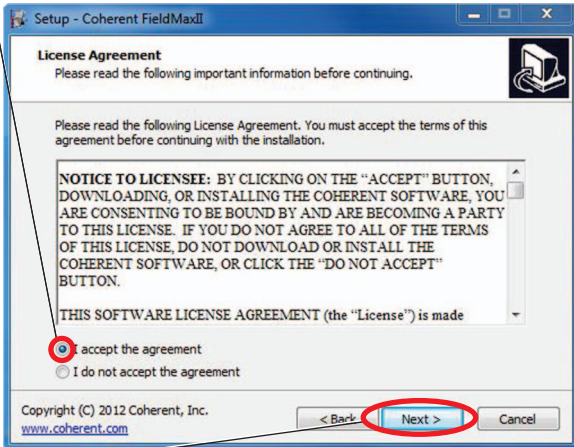 Setup - Coherent FieldMaxII
License Agreement
Please read the following important information before continuing.
Please read the following License Agreement. You must accept the terms of this
agreement before continuing with the installation.
NOTICE TO LICENSEE: BY CLICKING ON THE “ACCEPT” BUTTON,
DOWNLOADING, OR INSTALLING THE COHERENT SOFTWARE, YOU
ARE CONSENTING TO BE BOUND BY AND ARE BECOMING A PARTY
TO THIS LICENSE. IF YOU DO NOT AGREE TO ALL OF THE TERMS
OF THIS LICENSE, DO NOT DOWNLOAD OR INSTALL THE
COHERENT SOFTWARE, OR CLICK THE “DO NOT ACCEPT”
BUTTON.
THIS SOFTWARE LICENSE AGREEMENT (the “License”) is made
I accept the agreement
I do not accept the agreement
Copyright (C) 2012 Coherent, Inc.
www.coherent.com
< Back
Next >
Cancel